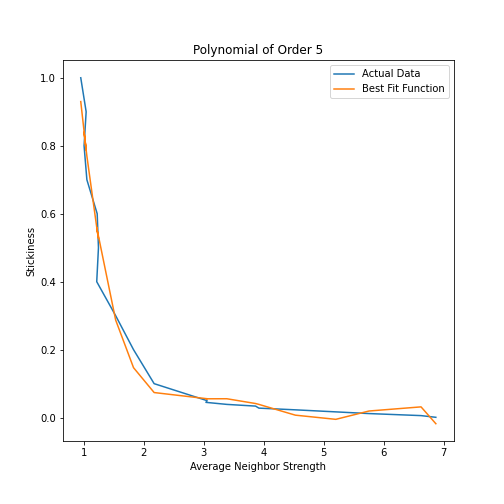 Polynomial of Order 5
Actual Data
Best Fit Function
1.0
0.8
0.6
0.4
0.2
0.0
Stickiness
1 2 3 4 5 6 7
Average Neighbor Strength